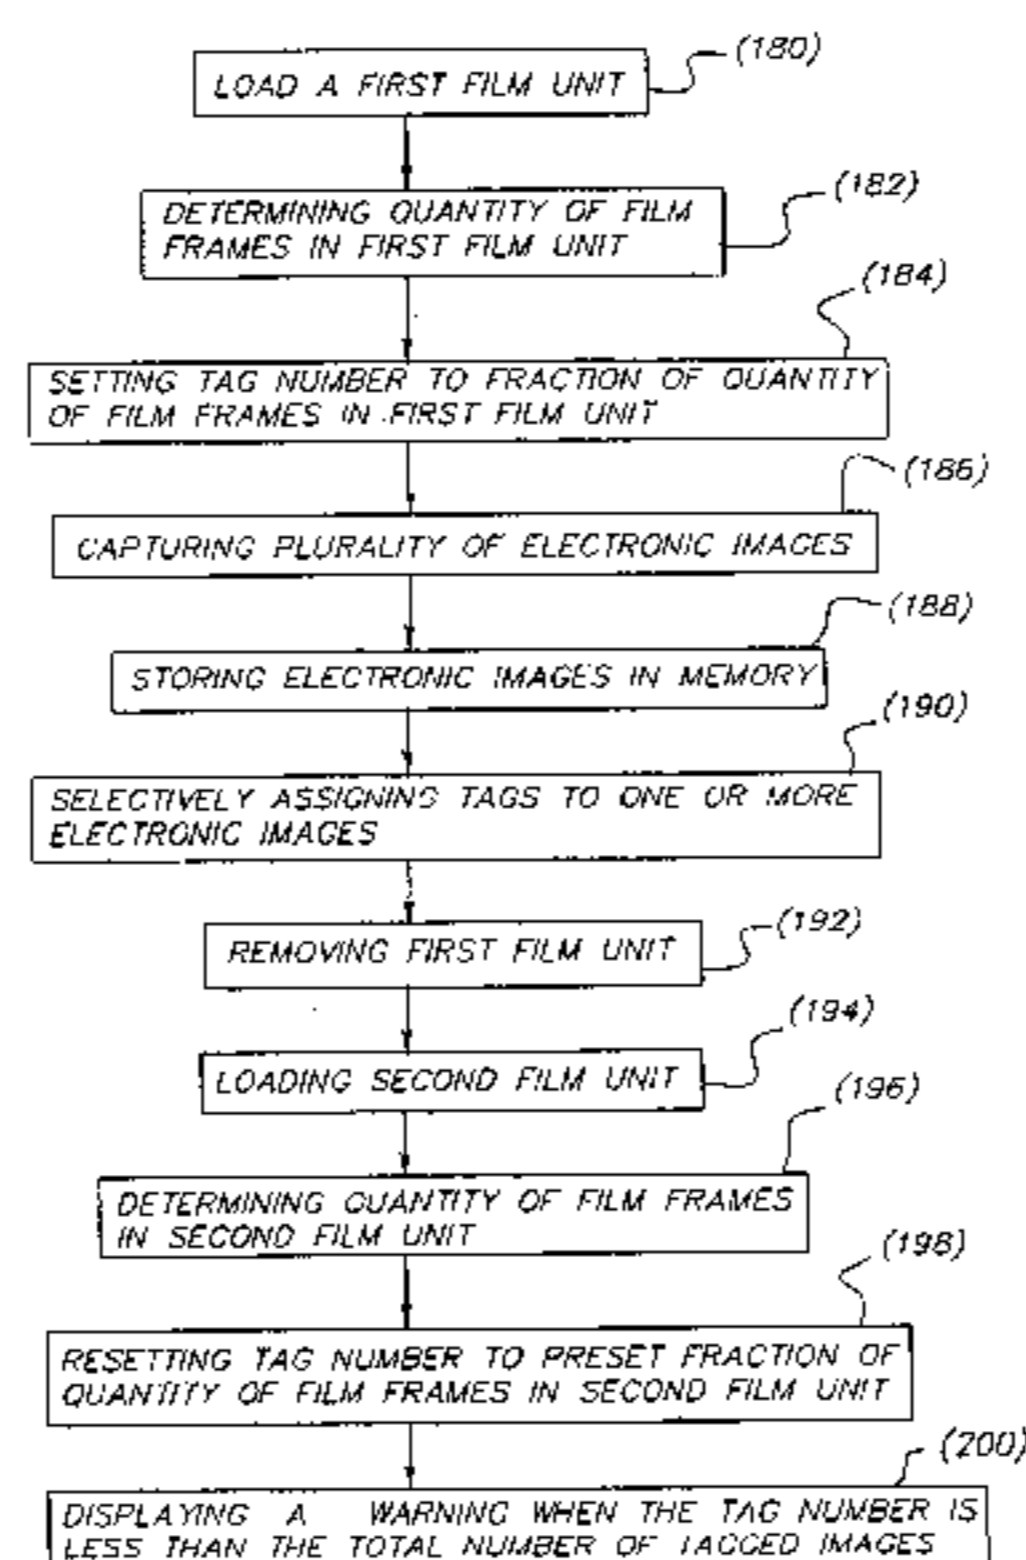 (180)
LOAD A FIRST FILM UNIT
(182)
DETERMINING QUANTITY OF FILM
FRAMES IN FIRST FILM UNIT
(184)
SETTING TAG NUMBER TO FRACTION OF QUANTITY
OF FILM FRAMES IN FIRST FILM UNIT
(186)
CAPTURING PLURALITY OF ELECTRONIC IMAGES
(188)
STORING ELECTRONIC IMAGES IN MEMORY
(190)
SELECTIVELY ASSIGNING TAGS TO ONE OR MORE
ELECTRONIC IMAGES
(192)
REMOVING FIRST FILM UNIT
(194)
LOADING SECOND FILM UNIT
(196)
DETERMINING QUANTITY OF FILM FRAMES
IN SECOND FILM UNIT
(198)
RESETTING TAG NUMBER TO PRESET FRACTION OF
QUANTITY OF FILM FRAMES IN SECOND FILM UNIT
(200)
DISPLAYING A WARNING WHEN THE TAG NUMBER IS
LESS THAN THE TOTAL NUMBER OF TAGGED IMAGES